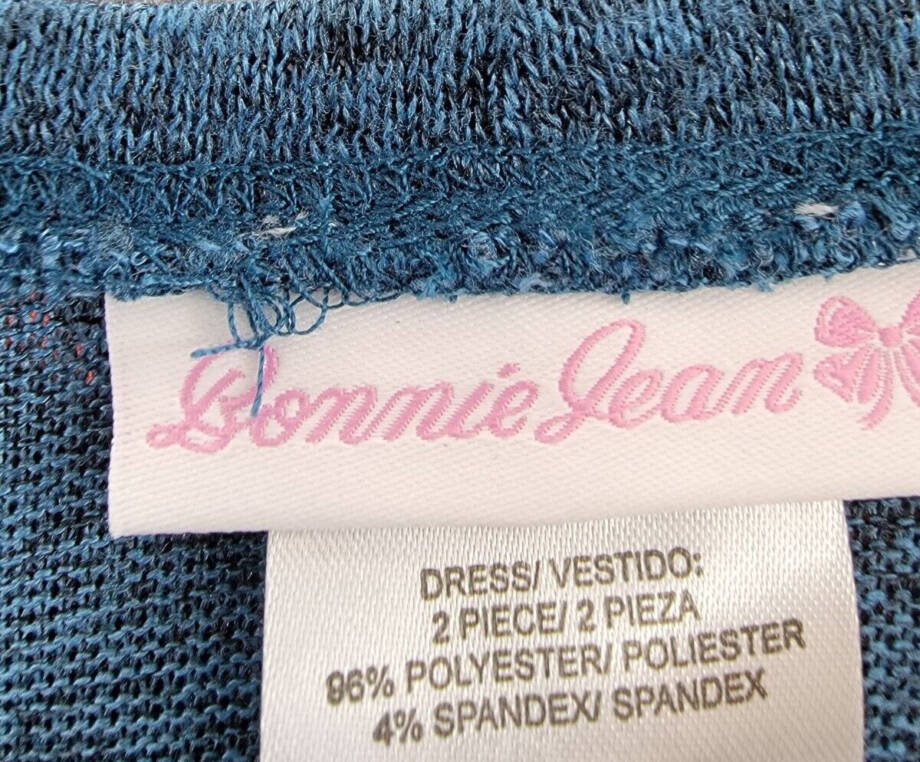 Bonnie Jean
DRESS/ VESTIDO:
2 PIECE/ 2 PIEZA
96% POLYESTER/ POLIESTER
4% SPANDEX/ SPANDEX